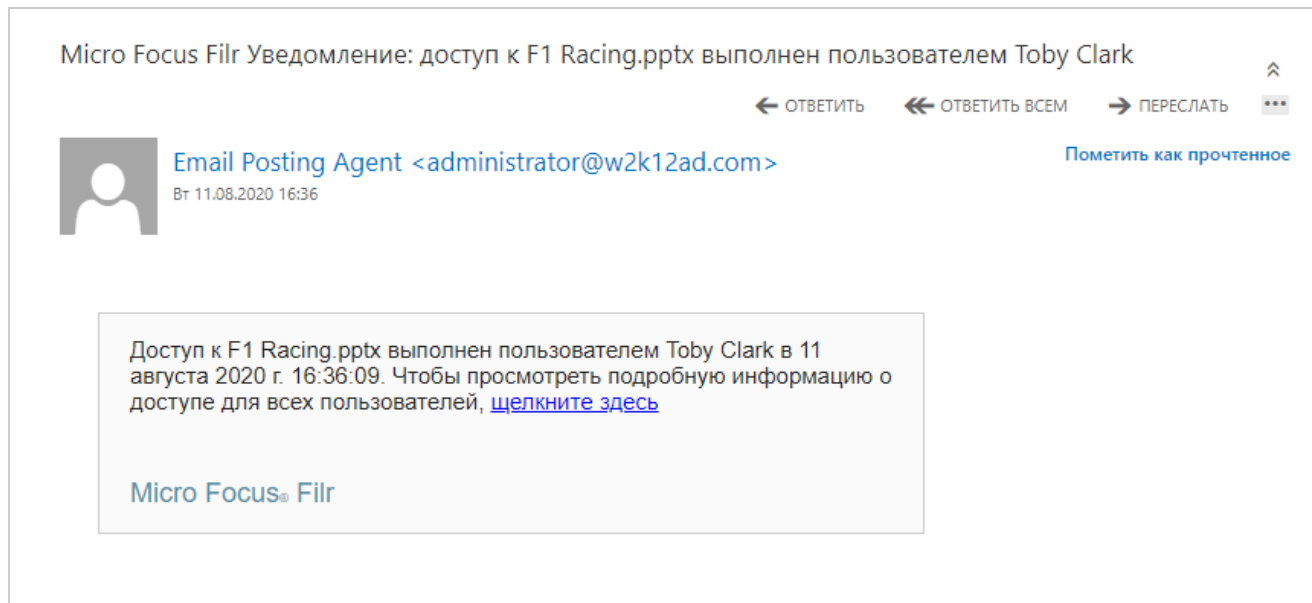 Micro Focus Filr Уведомление: доступ к F1 Racing.pptx выполнен пользователем Toby Clark
ОТВЕТИТЬ ОТВЕТИТЬ ВСЕМ ПЕРЕСЛАТЬ
Email Posting Agent <administrator@w2k12ad.com> Пометить как прочтенное
Вт 11.08.2020 16:36
Доступ к F1 Racing.pptx выполнен пользователем Toby Clark в 11
августа 2020 г. 16:36:09. Чтобы просмотреть подробную информацию о
доступе для всех пользователей, щелкните здесь
Micro Focus® Filr